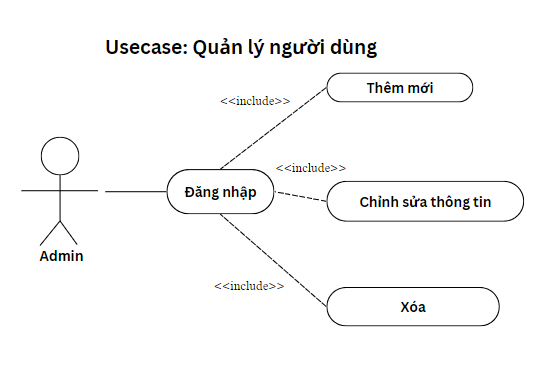 Usecase: Quản lý người dùng
Thêm mới
<<include>>
<<include>>
Đăng nhập
Chỉnh sửa thông tin
Admin
<<include>>
Xóa